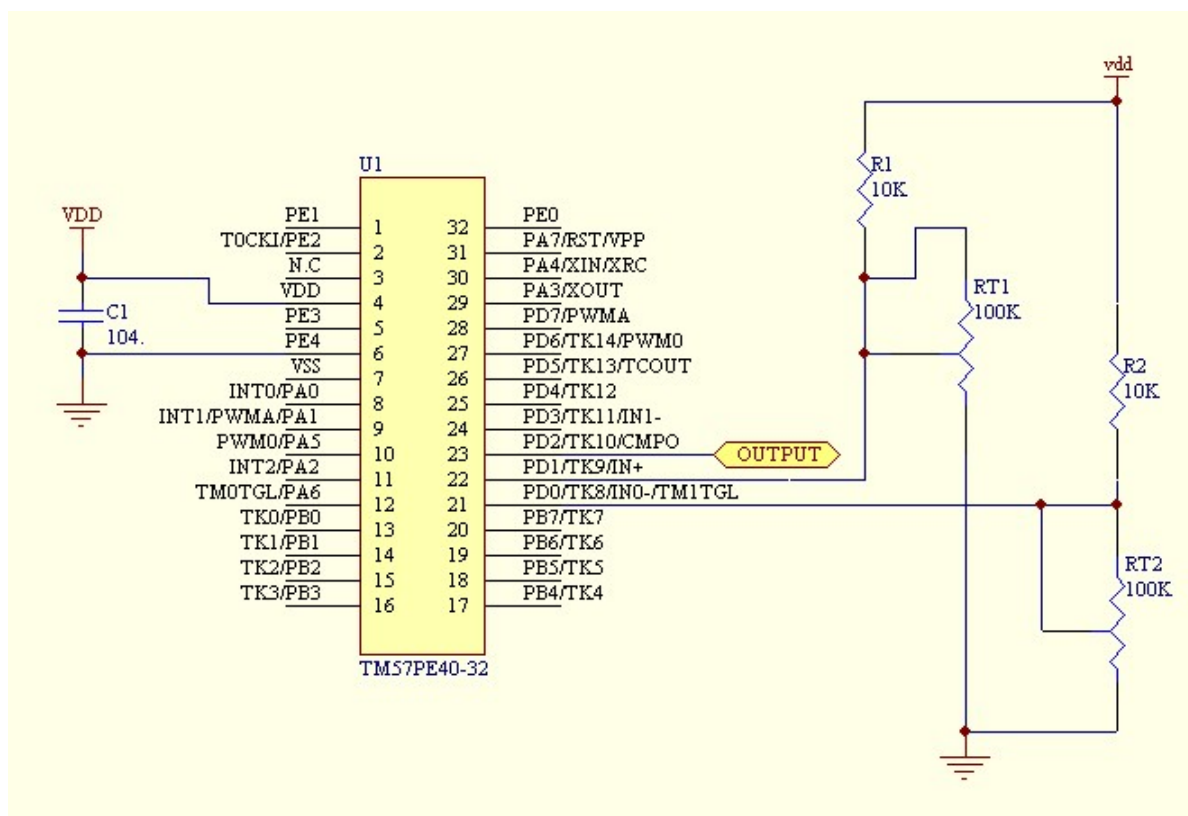 vdd
U1
R1
10K
VDD
PE1 1 32 PE0
T0CKI/PE2 2 31 PA7/RST/VPP
N.C 3 30 PA4/XIN/XRC
VDD 4 29 PA3/XOUT
PE3 5 28 PD7/PWMA
PE4 6 27 PD6/TK14/PWM0
VSS 7 26 PD5/TK13/TCOUT
INT0/PA0 8 25 PD4/TK12
INT1/PWMA/PA1 9 24 PD3/TK11/IN1-
PWM0/PA5 10 23 PD2/TK10/CMPO
INT2/PA2 11 22 PD1/TK9/IN+
TM0TGL/PA6 12 21 PD0/TK8/IN0-/TM1TGL
TK0/PB0 13 20 PB7/TK7
TK1/PB1 14 19 PB6/TK6
TK2/PB2 15 18 PB5/TK5
TK3/PB3 16 17 PB4/TK4
C1
104.
RT1
100K
R2
10K
OUTPUT
RT2
100K
TM57PE40-32